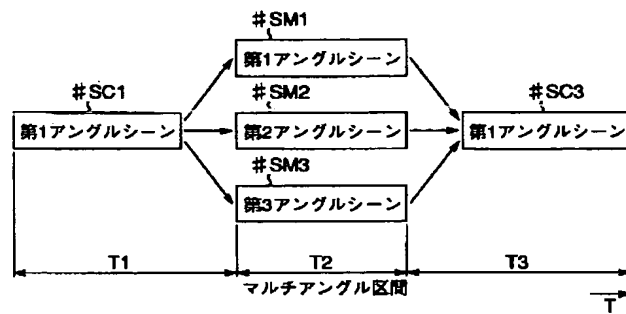 #SM1
第1アングルシーン
#SC1
第1アングルシーン
#SM2
第2アングルシーン
#SC3
第1アングルシーン
#SM3
第3アングルシーン
T1
T2
T3
マルチアングル区間
T